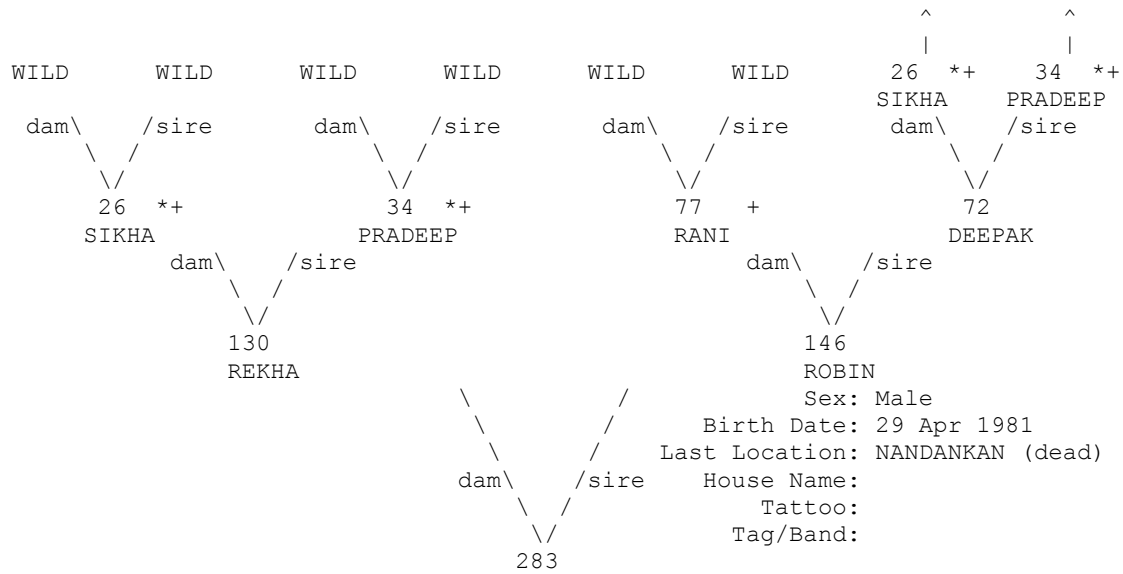 ^ ^
| |
WILD WILD WILD WILD WILD WILD 26 *+ 34 *+
SIKHA PRADEEP
dam\ /sire dam\ /sire dam\ /sire dam\ /sire
\ / \ / \ / \ /
\/ \/ \/ \/
26 *+ 34 *+ 77 + 72
SIKHA PRADEEP RANI DEEPAK
dam\ /sire dam\ /sire
\ / \ /
\/ \/
130 146
REKHA ROBIN
\ / Sex: Male
\ / Birth Date: 29 Apr 1981
\ / Last Location: NANDANKAN (dead)
dam\ /sire House Name:
\ / Tattoo:
\/ Tag/Band:
283